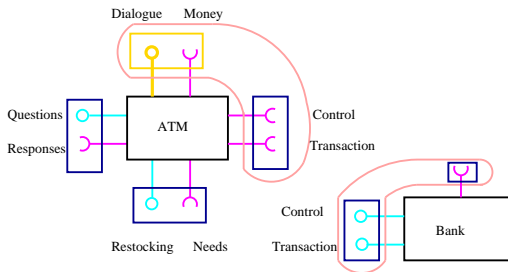 Dialogue Money
Questions
Control
ATM
Responses
Transaction
Control
Restocking Needs
Transaction
Bank